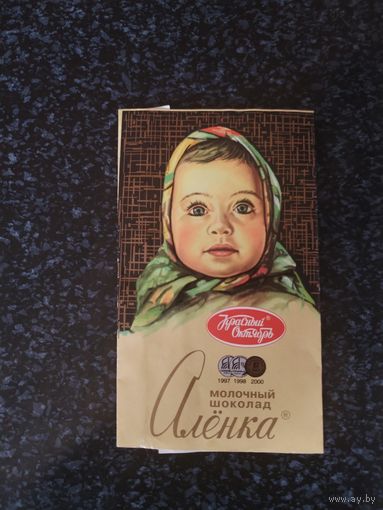 Красный®
Октябрь
1997 1998 2000
МОЛОЧНЫЙ
ШОКОЛАД
Алёнка®
www.ay.by